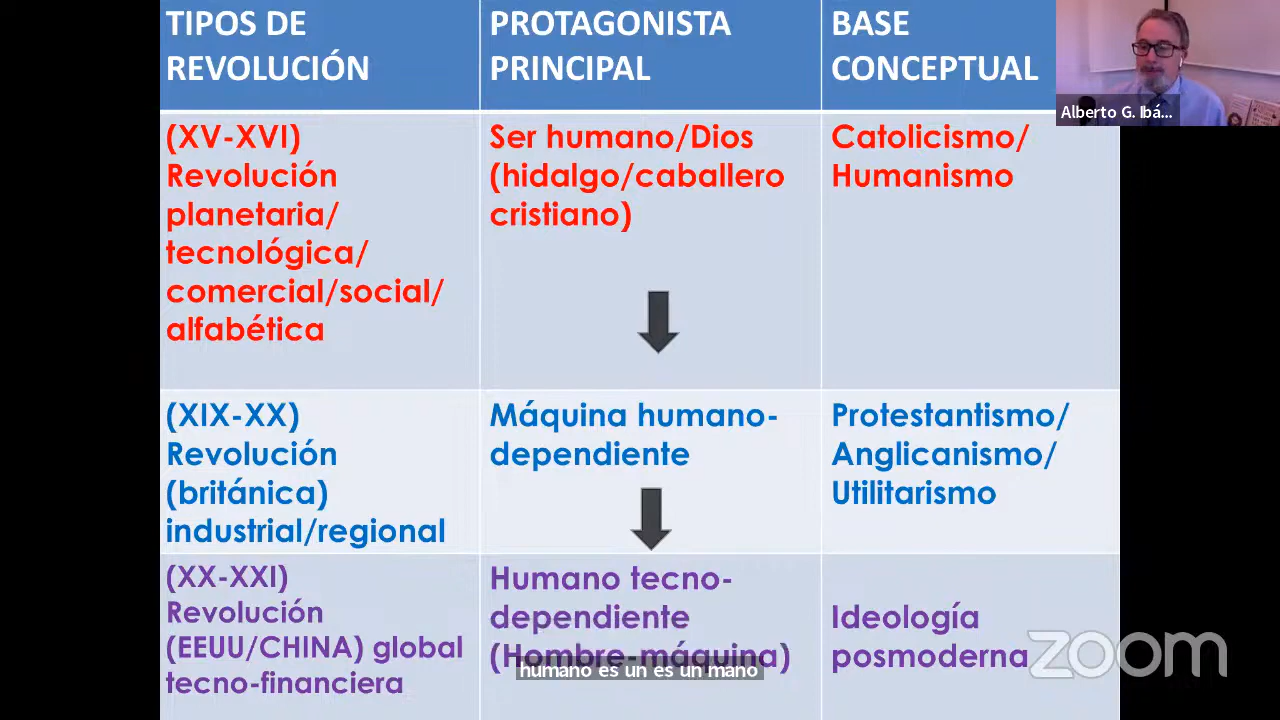 TIPOS DE
REVOLUCIÓN
PROTAGONISTA
PRINCIPAL
BASE
CONCEPTUAL
Alberto G. Ibá...
(XV-XVI)
Revolución
planetaria/
tecnológica/
comercial/social/
alfabética
Ser humano/Dios
(hidalgo/caballero
cristiano)
Catolicismo/
Humanismo
(XIX-XX)
Revolución
(británica)
industrial/regional
Máquina humano-
dependiente
Protestantismo/
Anglicanismo/
Utilitarismo
(XX-XXI)
Revolución
(EEUU/CHINA) global
tecno-financiera
Humano tecno-
dependiente
(Hombre-máquina)
Ideología
posmoderna
zoom
humano es un es un mano